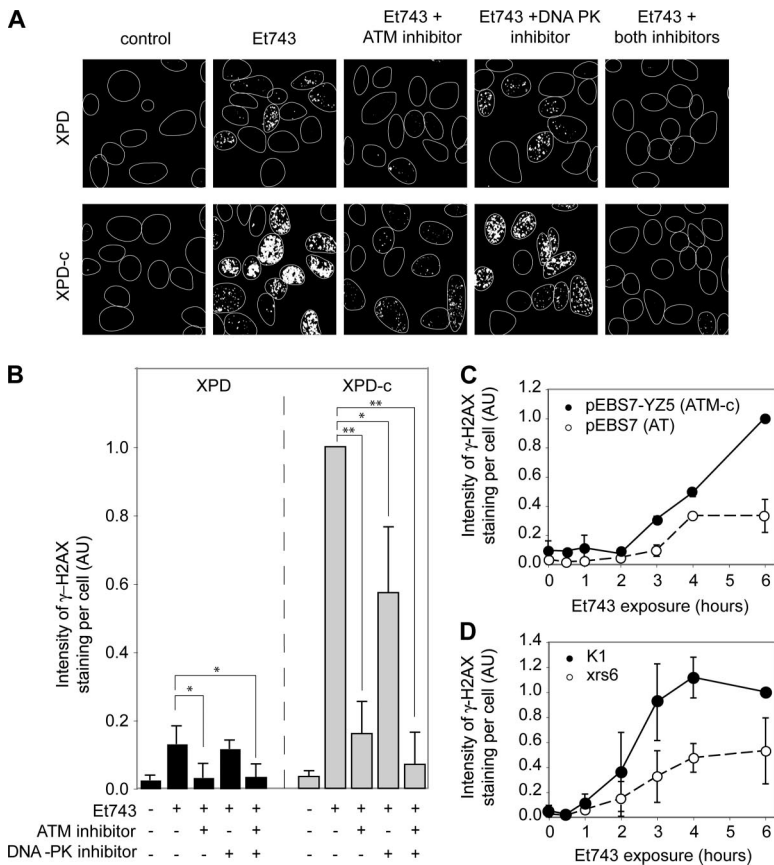 A
control
Et743
Et743 +
ATM inhibitor
Et743 +DNA PK
inhibitor
Et743 +
both inhibitors
XPD
XPD-c
B
XPD
XPD-c
Intensity of γ-H2AX
staining per cell (AU)
1.0
0.8
0.6
0.4
0.2
0.0
**
*
**
*
*
Et743 - + + + + - + + + +
ATM inhibitor - - + - + - - + - +
DNA -PK inhibitor - - - + + - - - + +
C
Intensity of γ-H2AX
staining per cell (AU)
1.2
1.0
0.8
0.6
0.4
0.2
0.0
pEBS7-YZ5 (ATM-c)
pEBS7 (AT)
0 1 2 3 4 5 6
Et743 exposure (hours)
D
Intensity of γ-H2AX
staining per cell (AU)
1.4
1.2
1.0
0.8
0.6
0.4
0.2
0.0
K1
xrs6
0 1 2 3 4 5 6
Et743 exposure (hours)